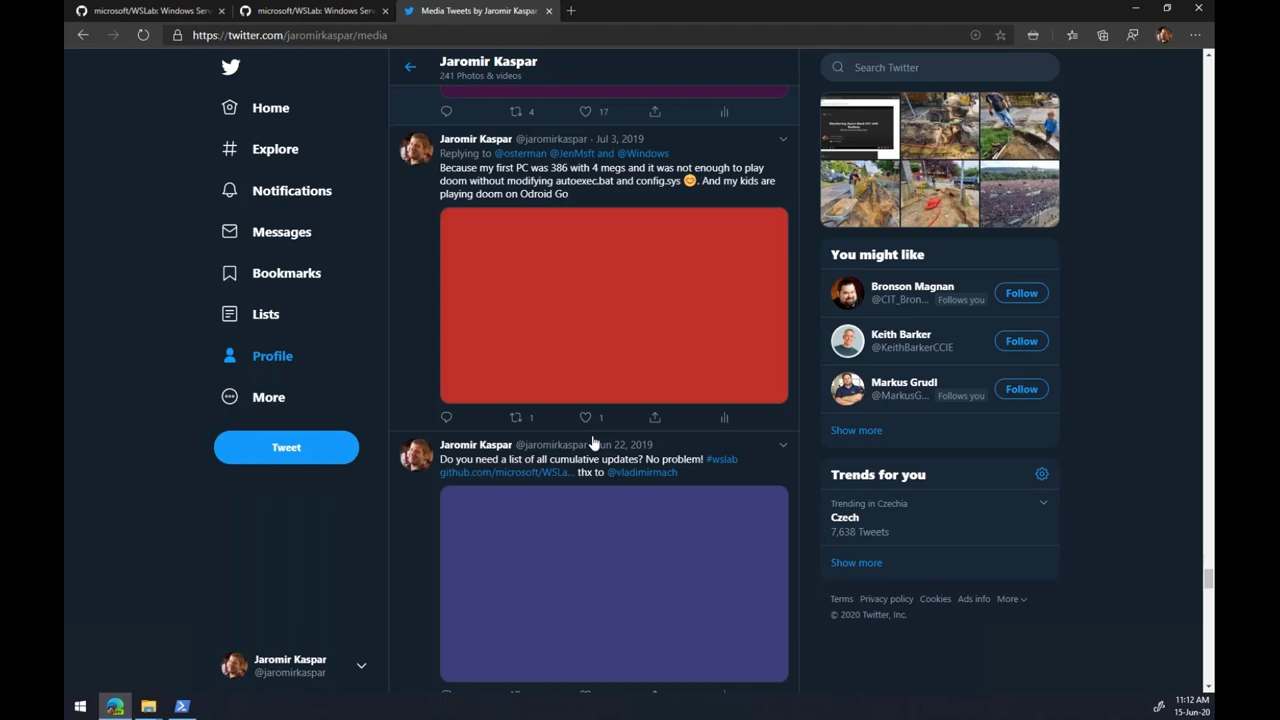 microsoft/WSLab: Windows Serv
microsoft/WSLab: Windows Serv
Media Tweets by Jaromir Kaspar
https://twitter.com/jaromirkaspar/media
Home
Explore
Notifications
Messages
Bookmarks
Lists
Profile
More
Tweet
Jaromir Kaspar
@jaromirkaspar
Jaromir Kaspar
241 Photos & videos
4
17
Jaromir Kaspar @jaromirkaspar · Jul 3, 2019
Replying to @osterman @JenMsft and @Windows
Because my first PC was 386 with 4 megs and it was not enough to play
doom without modifying autoexec.bat and config.sys 😊. And my kids are
playing doom on Odroid Go
1
1
Jaromir Kaspar @jaromirkaspar un 22, 2019
Do you need a list of all cumulative updates? No problem! #wslab
github.com/microsoft/WSLa... thx to @vladimirmach
Search Twitter
You might like
Bronson Magnan
@CIT_Bron... Follows you
Follow
Keith Barker
@KeithBarkerCCIE
Follow
Markus Grudl
@MarkusG... Follows you
Follow
Show more
Trends for you
Trending in Czechia
Czech
7,638 Tweets
Show more
Terms Privacy policy Cookies Ads info More
© 2020 Twitter, Inc.
11:12 AM
15-Jun-20